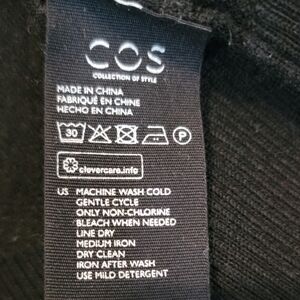 COS
COLLECTION OF STYLE
MADE IN CHINA
FABRIQUÉ EN CHINE
HECHO EN CHINA
30 P
clevercare.info
US MACHINE WASH COLD
GENTLE CYCLE
ONLY NON-CHLORINE
BLEACH WHEN NEEDED
LINE DRY
MEDIUM IRON
DRY CLEAN
IRON AFTER WASH
USE MILD DETERGENT